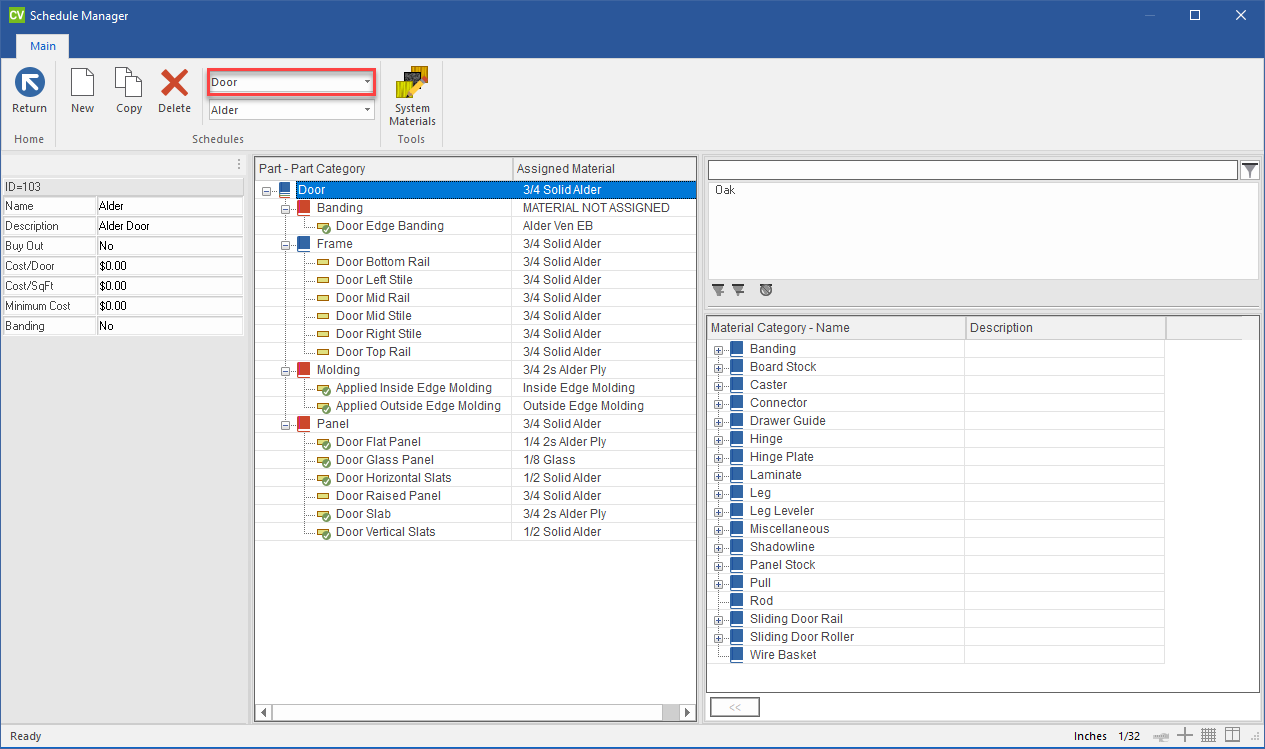 CV Schedule Manager
Main
Return
New
Copy
Delete
Door
Alder
System
Materials
Home
Schedules
Tools
ID=103
Name Alder
Description Alder Door
Buy Out No
Cost/Door $0.00
Cost/SqFt $0.00
Minimum Cost $0.00
Banding No
Part - Part Category Assigned Material
Door 3/4 Solid Alder
Banding MATERIAL NOT ASSIGNED
Door Edge Banding Alder Ven EB
Frame 3/4 Solid Alder
Door Bottom Rail 3/4 Solid Alder
Door Left Stile 3/4 Solid Alder
Door Mid Rail 3/4 Solid Alder
Door Mid Stile 3/4 Solid Alder
Door Right Stile 3/4 Solid Alder
Door Top Rail 3/4 Solid Alder
Molding 3/4 2s Alder Ply
Applied Inside Edge Molding Inside Edge Molding
Applied Outside Edge Molding Outside Edge Molding
Panel 3/4 Solid Alder
Door Flat Panel 1/4 2s Alder Ply
Door Glass Panel 1/8 Glass
Door Horizontal Slats 1/2 Solid Alder
Door Raised Panel 3/4 Solid Alder
Door Slab 3/4 2s Alder Ply
Door Vertical Slats 1/2 Solid Alder
Oak
Material Category - Name Description
Banding
Board Stock
Caster
Connector
Drawer Guide
Hinge
Hinge Plate
Laminate
Leg
Leg Leveler
Miscellaneous
Shadowline
Panel Stock
Pull
Rod
Sliding Door Rail
Sliding Door Roller
Wire Basket
<<
Ready
Inches 1/32